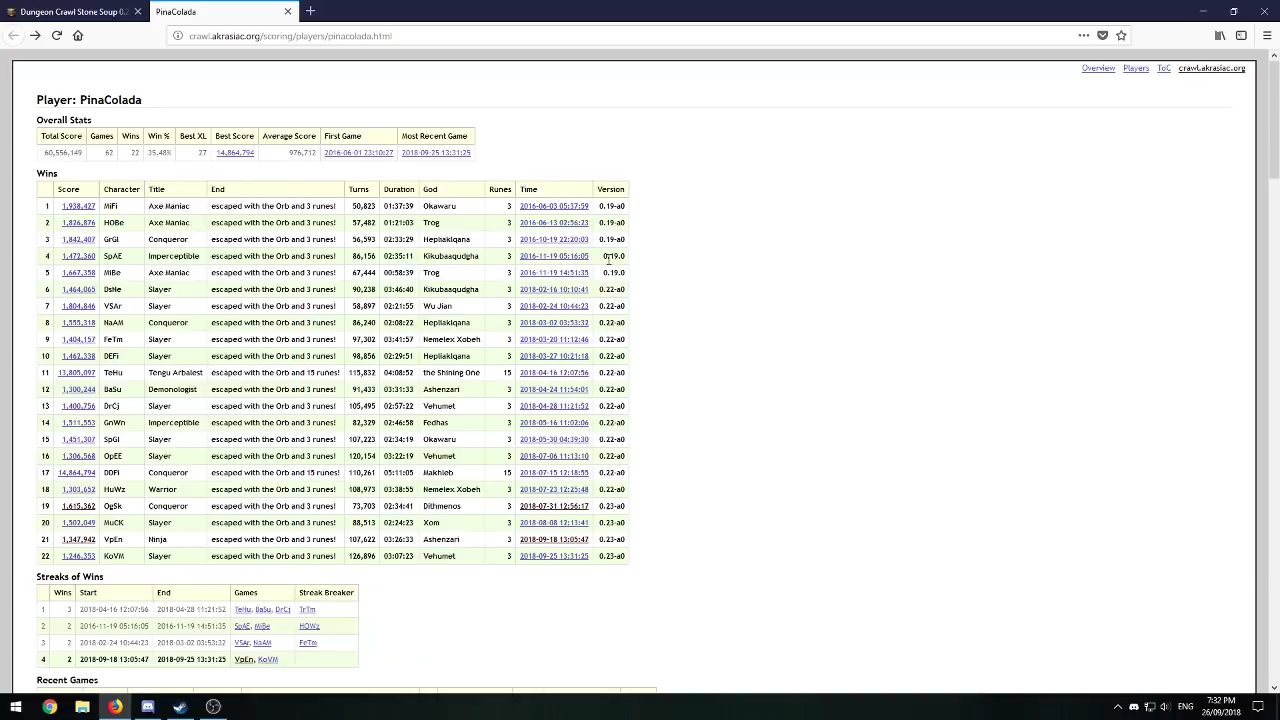 Dungeon Crawl Stone Soup 0.2
PinaColada
crawl.akrasiac.org/scoring/players/pinacolada.html
Overview Players ToC crawl.akrasiac.org
Player: PinaColada
Overall Stats
Total Score Games Wins Win % Best XL Best Score Average Score First Game Most Recent Game
60,556,149 62 22 35.48% 27 14,864,794 976,712 2016-06-01 23:10:27 2018-09-25 13:31:25
Wins
Score Character Title End Turns Duration God Runes Time Version
1 1,938,427 MiFi Axe Maniac escaped with the Orb and 3 runes! 50,823 01:37:39 Okawaru 3 2016-06-03 05:37:59 0.19-a0
2 1,826,876 HOBe Axe Maniac escaped with the Orb and 3 runes! 57,482 01:21:03 Trog 3 2016-06-13 02:56:23 0.19-a0
3 1,842,407 GrGl Conqueror escaped with the Orb and 3 runes! 56,593 02:33:29 Hepliaklqana 3 2016-10-19 22:20:03 0.19-a0
4 1,472,360 SpAE Imperceptible escaped with the Orb and 3 runes! 86,156 02:35:11 Kikubaaqudgha 3 2016-11-19 05:16:05 0.19.0
5 1,667,358 MiBe Axe Maniac escaped with the Orb and 3 runes! 67,444 00:58:39 Trog 3 2016-11-19 14:51:35 0.19.0
6 1,464,065 DsNe Slayer escaped with the Orb and 3 runes! 90,238 03:46:40 Kikubaaqudgha 3 2018-02-16 10:10:41 0.22-a0
7 1,804,846 VSAr Slayer escaped with the Orb and 3 runes! 58,897 02:21:55 Wu Jian 3 2018-02-24 10:44:23 0.22-a0
8 1,555,318 NaAM Conqueror escaped with the Orb and 3 runes! 86,240 02:08:22 Hepliaklqana 3 2018-03-02 03:53:32 0.22-a0
9 1,404,157 FeTm Slayer escaped with the Orb and 3 runes! 97,302 03:41:57 Nemelex Xobeh 3 2018-03-20 11:12:46 0.22-a0
10 1,462,338 DEFi Slayer escaped with the Orb and 3 runes! 98,856 02:29:51 Hepliaklqana 3 2018-03-27 10:21:18 0.22-a0
11 13,805,097 TeHu Tengu Arbalest escaped with the Orb and 15 runes! 115,832 04:08:52 the Shining One 15 2018-04-16 12:07:56 0.22-a0
12 1,300,244 BaSu Demonologist escaped with the Orb and 3 runes! 91,433 03:31:33 Ashenzari 3 2018-04-24 11:54:01 0.22-a0
13 1,400,756 DrCj Slayer escaped with the Orb and 3 runes! 105,495 02:57:22 Vehumet 3 2018-04-28 11:21:52 0.22-a0
14 1,511,553 GnWn Imperceptible escaped with the Orb and 3 runes! 82,329 02:46:58 Fedhas 3 2018-05-16 11:02:06 0.22-a0
15 1,451,307 SpGl Slayer escaped with the Orb and 3 runes! 107,223 02:34:19 Okawaru 3 2018-05-30 04:39:30 0.22-a0
16 1,306,568 OpEE Slayer escaped with the Orb and 3 runes! 120,154 03:22:19 Vehumet 3 2018-07-06 11:13:10 0.22-a0
17 14,864,794 DDFi Conqueror escaped with the Orb and 15 runes! 110,261 05:11:05 Makhleb 15 2018-07-15 12:18:55 0.22-a0
18 1,303,652 HuWz Warrior escaped with the Orb and 3 runes! 108,973 03:38:55 Nemelex Xobeh 3 2018-07-23 12:25:48 0.22-a0
19 1,615,362 OgSk Conqueror escaped with the Orb and 3 runes! 73,703 02:34:41 Dithmenos 3 2018-07-31 12:56:17 0.23-a0
20 1,502,049 MuCK Slayer escaped with the Orb and 3 runes! 88,513 02:24:23 Xom 3 2018-08-08 12:13:41 0.23-a0
21 1,347,942 VpEn Ninja escaped with the Orb and 3 runes! 107,622 03:26:33 Ashenzari 3 2018-09-18 13:05:47 0.23-a0
22 1,246,353 KoVM Slayer escaped with the Orb and 3 runes! 126,896 03:07:23 Vehumet 3 2018-09-25 13:31:25 0.23-a0
Streaks of Wins
Wins Start End Games Streak Breaker
1 3 2018-04-16 12:07:56 2018-04-28 11:21:52 TeHu, BaSu, DrCj TrTm
2 2 2016-11-19 05:16:05 2016-11-19 14:51:35 SpAE, MiBe HOWz
3 2 2018-02-24 10:44:23 2018-03-02 03:53:32 VSAr, NaAM FeTm
4 2 2018-09-18 13:05:47 2018-09-25 13:31:25 VpEn, KoVM
Recent Games
ENG
7:32 PM
26/09/2018